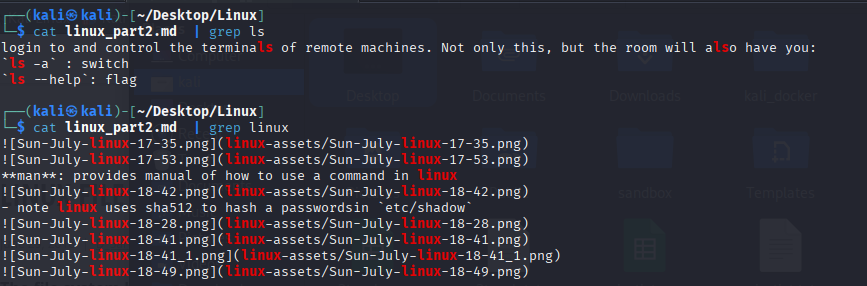 ┌──(kali㉿kali)-[~/Desktop/Linux]
└─$ cat linux_part2.md | grep ls
login to and control the terminals of remote machines. Not only this, but the room will also have you:
`ls -a` : switch
`ls --help`: flag
┌──(kali㉿kali)-[~/Desktop/Linux]
└─$ cat linux_part2.md | grep linux
![Sun-July-linux-17-35.png](linux-assets/Sun-July-linux-17-35.png)
![Sun-July-linux-17-53.png](linux-assets/Sun-July-linux-17-53.png)
**man**: provides manual of how to use a command in linux
![Sun-July-linux-18-42.png](linux-assets/Sun-July-linux-18-42.png)
- note linux uses sha512 to hash a passwordsin `etc/shadow`
![Sun-July-linux-18-28.png](linux-assets/Sun-July-linux-18-28.png)
![Sun-July-linux-18-41.png](linux-assets/Sun-July-linux-18-41.png)
![Sun-July-linux-18-41_1.png](linux-assets/Sun-July-linux-18-41_1.png)
![Sun-July-linux-18-49.png](linux-assets/Sun-July-linux-18-49.png)
Computer
kali
Desktop
Documents
Downloads
kali_docker
sandbox
Templates